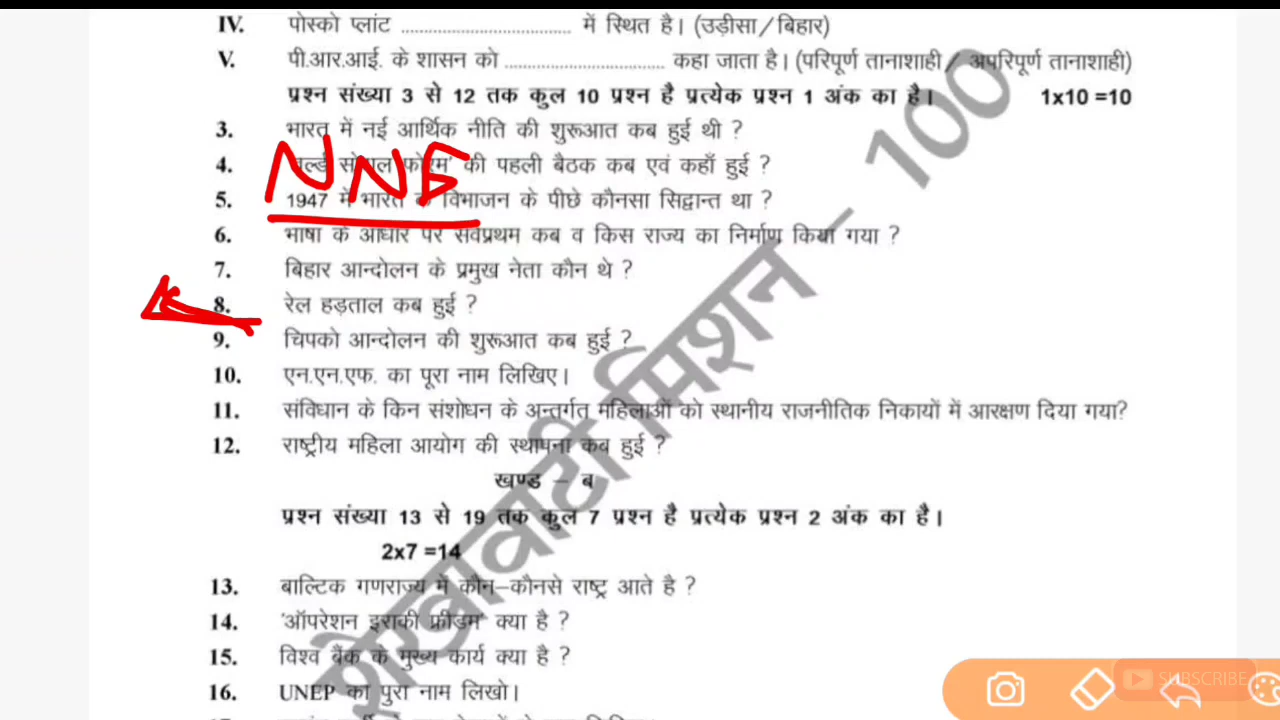 IV. पोस्को प्लांट ..................................... में स्थित है। (उड़ीसा/बिहार)
V. पी.आर.आई. के शासन को .................................. कहा जाता है। (परिपूर्ण तानाशाही/ अपरिपूर्ण तानाशाही)
प्रश्न संख्या 3 से 12 तक कुल 10 प्रश्न है प्रत्येक प्रश्न 1 अंक का है। 1x10 =10
3. भारत में नई आर्थिक नीति की शुरूआत कब हुई थी ?
4. सोशल फोरम' की पहली बैठक कब एवं कहाँ हुई ?
NNF
5. 1947 में भारत के विभाजन के पीछे कौनसा सिद्वान्त था ?
6. भाषा के आधार पर सर्वप्रथम कब व किस राज्य का निर्माण किया गया ?
7. बिहार आन्दोलन के प्रमुख नेता कौन थे ?
8. रेल हड़ताल कब हुई ?
9. चिपको आन्दोलन की शुरूआत कब हुई ?
10. एन.एन.एफ. का पूरा नाम लिखिए।
11. संविधान के किन संशोधन के अन्तर्गत महिलाओं को स्थानीय राजनीतिक निकायों में आरक्षण दिया गया?
12. राष्ट्रीय महिला आयोग की स्थापना कब हुई ?
खण्ड – ब
प्रश्न संख्या 13 से 19 तक कुल 7 प्रश्न है प्रत्येक प्रश्न 2 अंक का है।
2x7 =14
13. बाल्टिक गणराज्य में कौन–कौनसे राष्ट्र आते है ?
14. 'ऑपरेशन इराकी फ्रीडम' क्या है ?
15. विश्व बैंक के मुख्य कार्य क्या है ?
16. UNEP का पुरा नाम लिखो।
शेखावाटी मिशन – 100
SUBSCRIBE